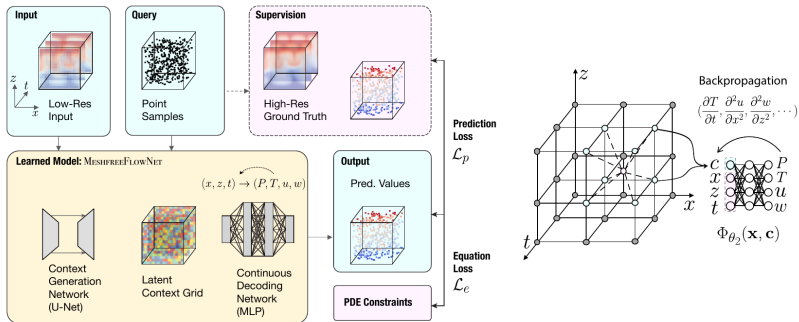 Input
z
t
x
Low-Res
Input
Query
Point
Samples
Supervision
High-Res
Ground Truth
Learned Model: MESHFREEFLOWNET
(x, z, t) → (P, T, u, w)
Context
Generation
Network
(U-Net)
Latent
Context Grid
Continuous
Decoding
Network
(MLP)
Output
Pred. Values
PDE Constraints
Prediction
Loss
ℒₚ
Equation
Loss
ℒₑ
z
x
t
Backpropagation
(∂T/∂t, ∂²u/∂x², ∂²w/∂z², ···)
c P
x T
z u
t w
Φ_θ₂(x, c)